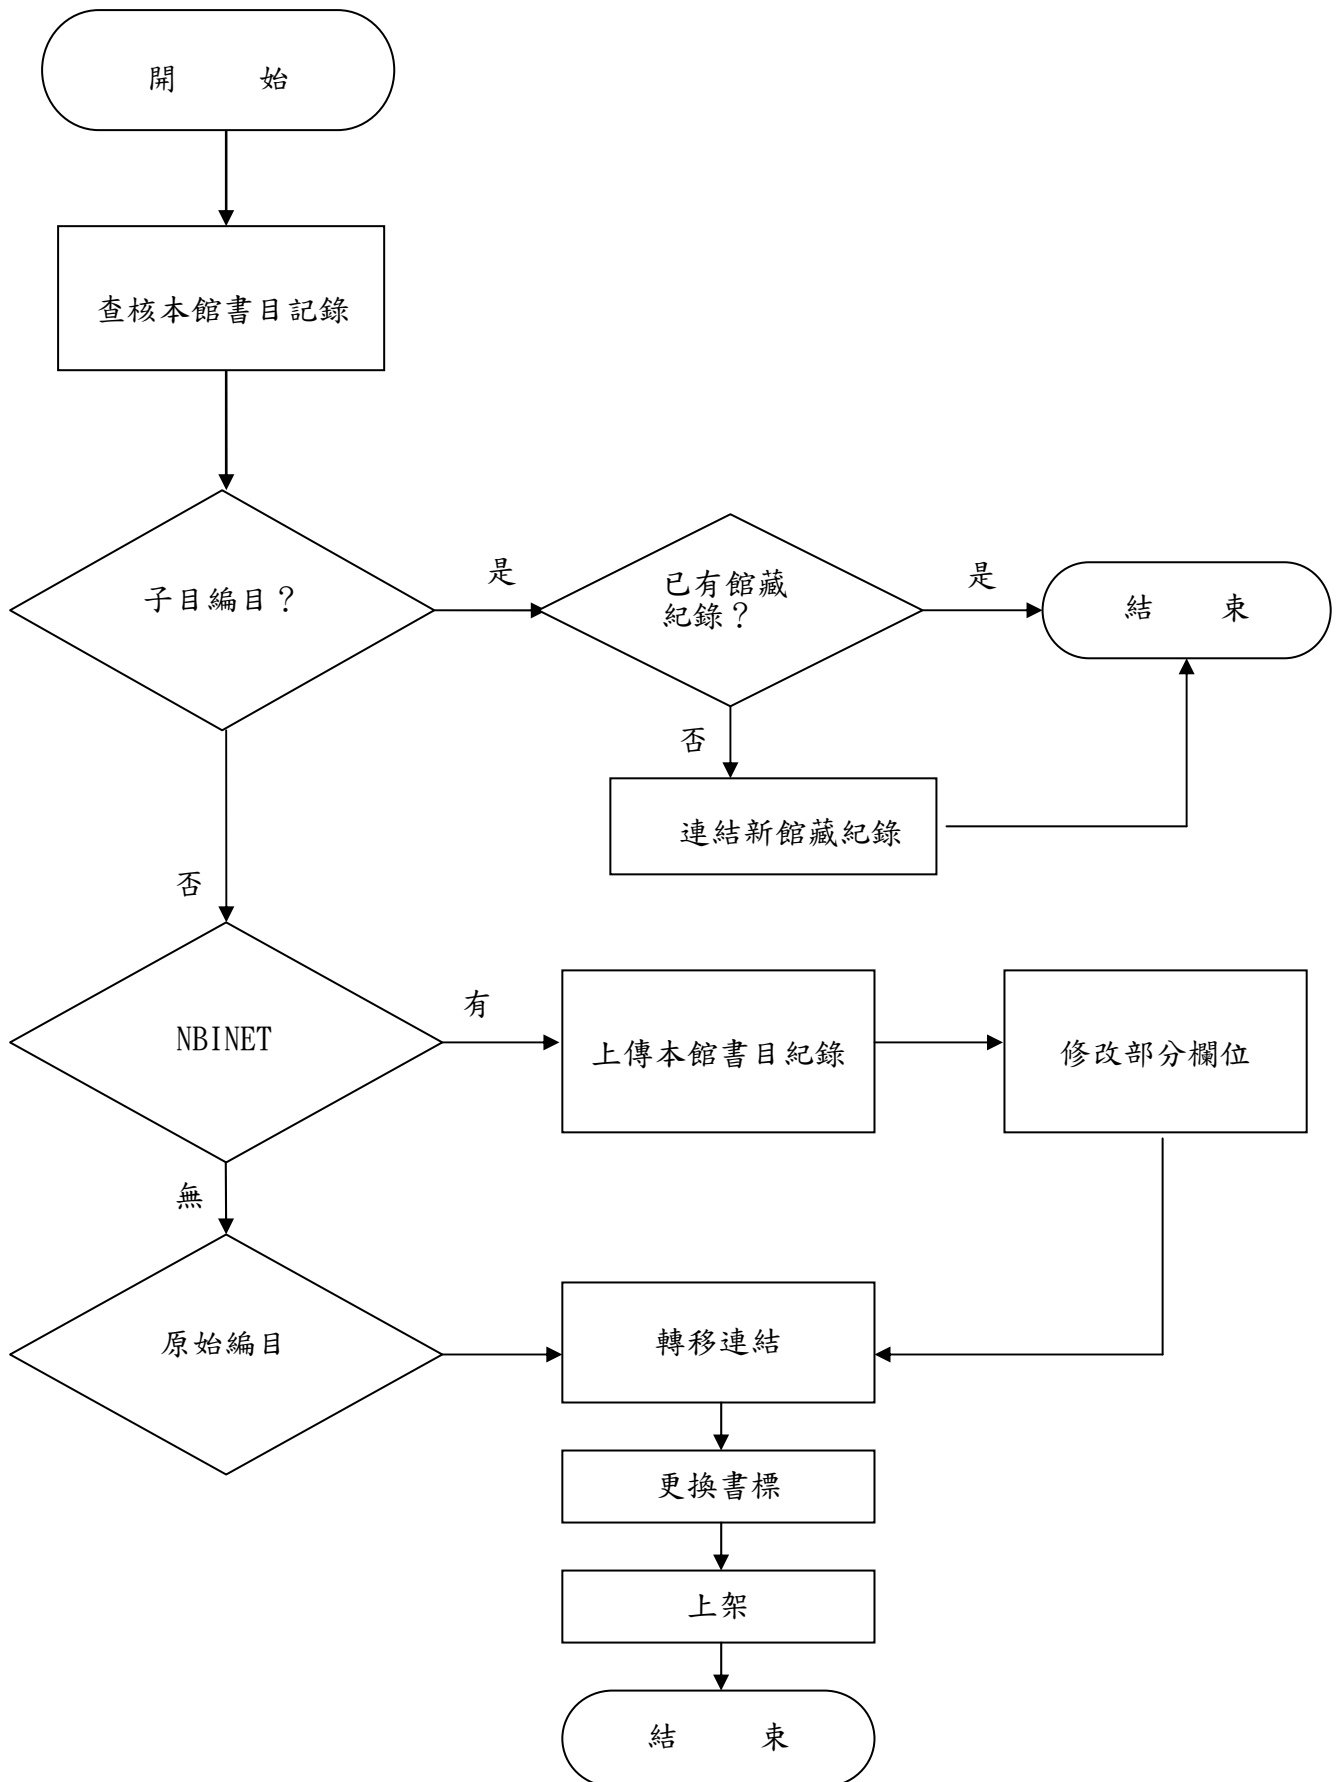 開 始
查核本館書目記錄
子目編目？
是
已有館藏
紀錄？
是
結 束
否
連結新館藏紀錄
否
NBINET
有
上傳本館書目紀錄
修改部分欄位
無
原始編目
轉移連結
更換書標
上架
結 束